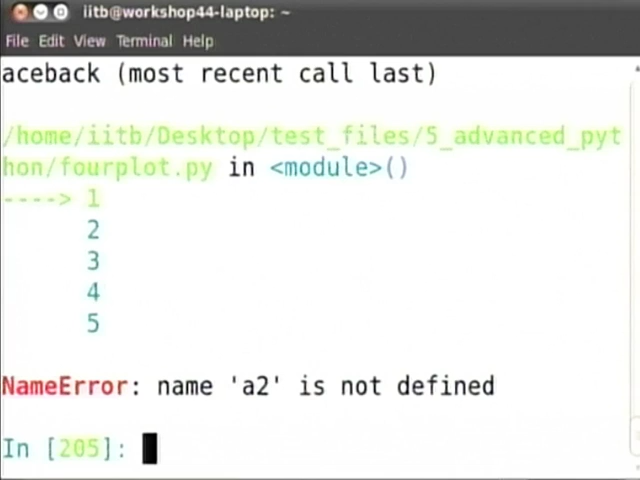 iitb@workshop44-laptop: ~
File Edit View Terminal Help
aceback (most recent call last)
/home/iitb/Desktop/test_files/5_advanced_pyt
hon/fourplot.py in <module>()
----> 1
2
3
4
5
NameError: name 'a2' is not defined
In [205]: